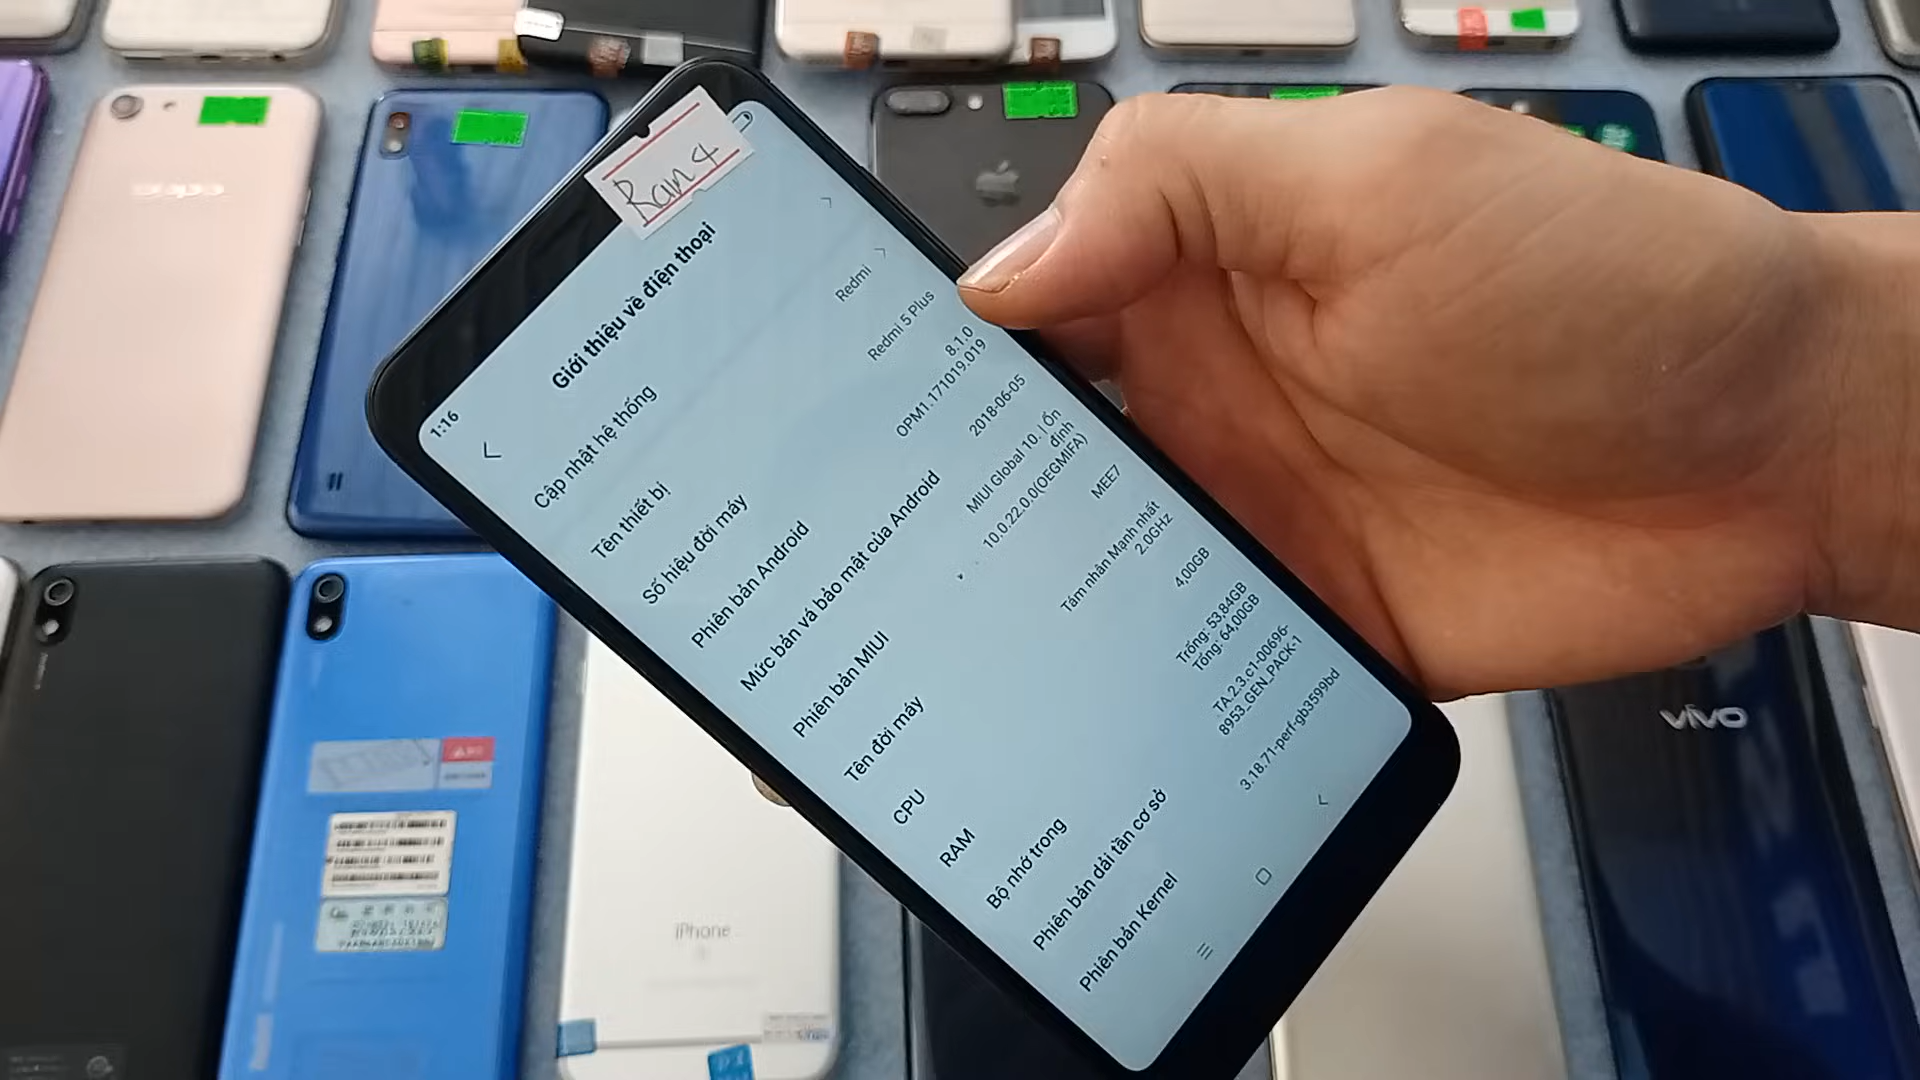 Ram 4
1:16
Giới thiệu về điện thoại
Cập nhật hệ thống
Tên thiết bị
Redmi
Số hiệu đời máy
Redmi 5 Plus
Phiên bản Android
8.1.0
OPM1.171019.019
Mức bản vá bảo mật của Android
2018-06-05
Phiên bản MIUI
MIUI Global 10. | Ổn
định
10.0.22.0.0(OEGMIFA)
Tên đời máy
MEE7
CPU
Tám nhân Mạnh nhất
2.0GHz
RAM
4,00GB
Bộ nhớ trong
Trống: 53,84GB
Tổng: 64,00GB
Phiên bản dải tần cơ sở
TA_2.3.c1-00696-
8953_GEN_PACK-1
Phiên bản Kernel
3.18.71-perf-gb3599bd
oppo
iPhone
vivo